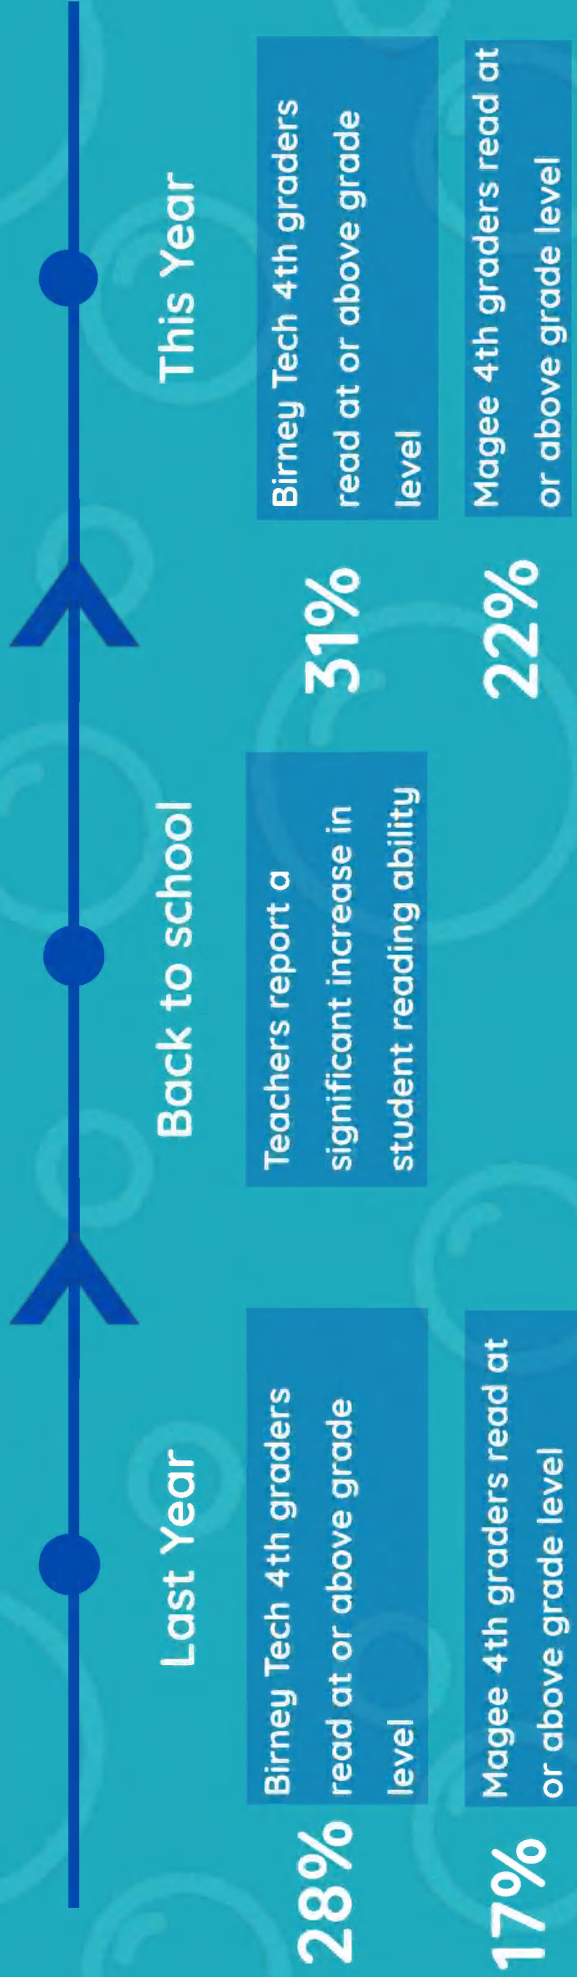 Last Year
28%
Birney Tech 4th graders
read at or above grade
level
17%
Magee 4th graders read at
or above grade level
Back to school
Teachers report a
significant increase in
student reading ability
This Year
31%
Birney Tech 4th graders
read at or above grade
level
22%
Magee 4th graders read at
or above grade level